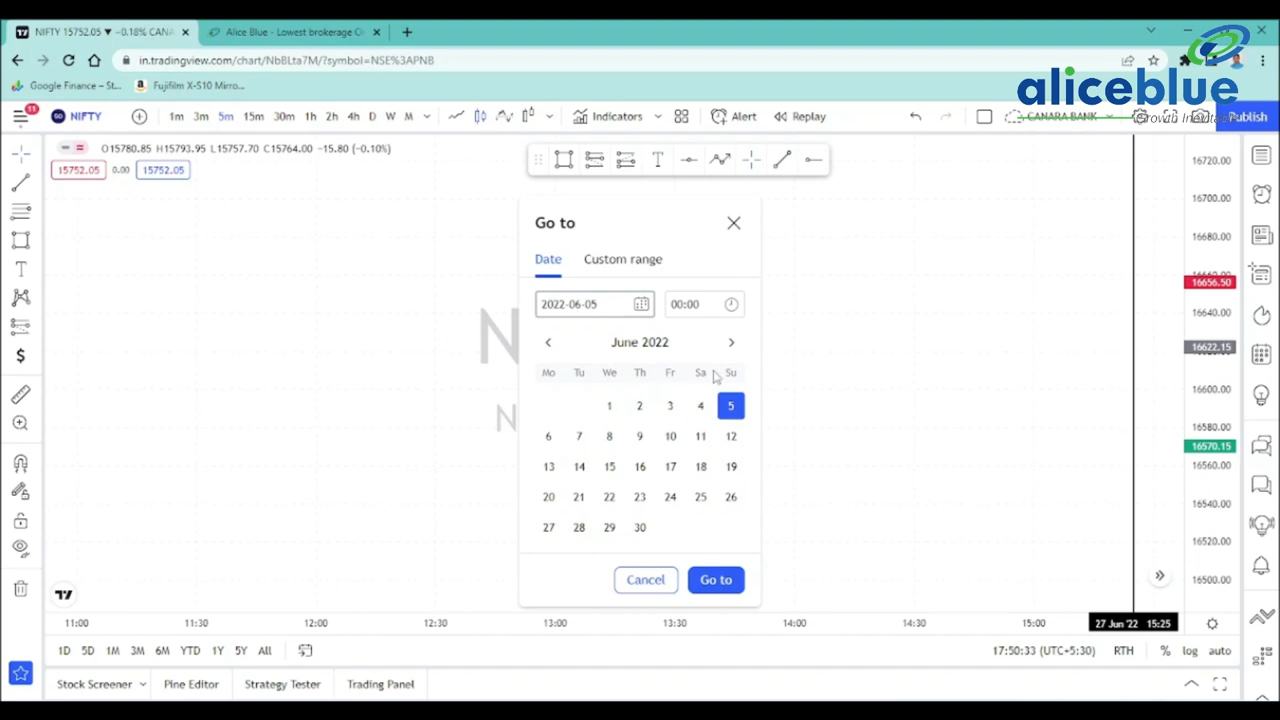 NIFTY 15752.05 ▼ −0.18% CANA
Alice Blue - Lowest brokerage
in.tradingview.com/chart/NbBLta7M/?symbol=NSE%3APNB
Google Finance – St...
Fujifilm X-S10 Mirro...
aliceblue
11
NIFTY
1m 3m 5m 15m 30m 1h 2h 4h D W M
Indicators
Alert
Replay
CANARA BANK
Publish
O15780.85 H15793.95 L15757.70 C15764.00 −15.80 (−0.10%)
15752.05 0.00 15752.05
Go to
Date Custom range
2022-06-05 00:00
June 2022
Mo Tu We Th Fr Sa Su
1 2 3 4 5
6 7 8 9 10 11 12
13 14 15 16 17 18 19
20 21 22 23 24 25 26
27 28 29 30
Cancel Go to
16720.00
16700.00
16680.00
16656.50
16640.00
16622.15
16600.00
16580.00
16570.15
16560.00
16540.00
16520.00
16500.00
11:00 11:30 12:00 12:30 13:00 13:30 14:00 14:30 15:00 27 Jun '22 15:25
1D 5D 1M 3M 6M YTD 1Y 5Y All
17:50:33 (UTC+5:30) RTH % log auto
Stock Screener Pine Editor Strategy Tester Trading Panel